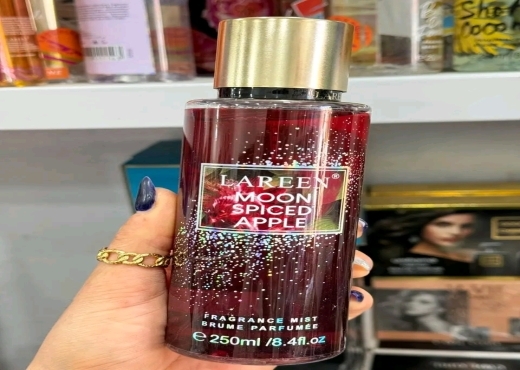 LAREEN®
MOON
SPICED
APPLE
FRAGRANCE MIST
BRUME PARFUMÉE
℮ 250ml /8.4fl.oz